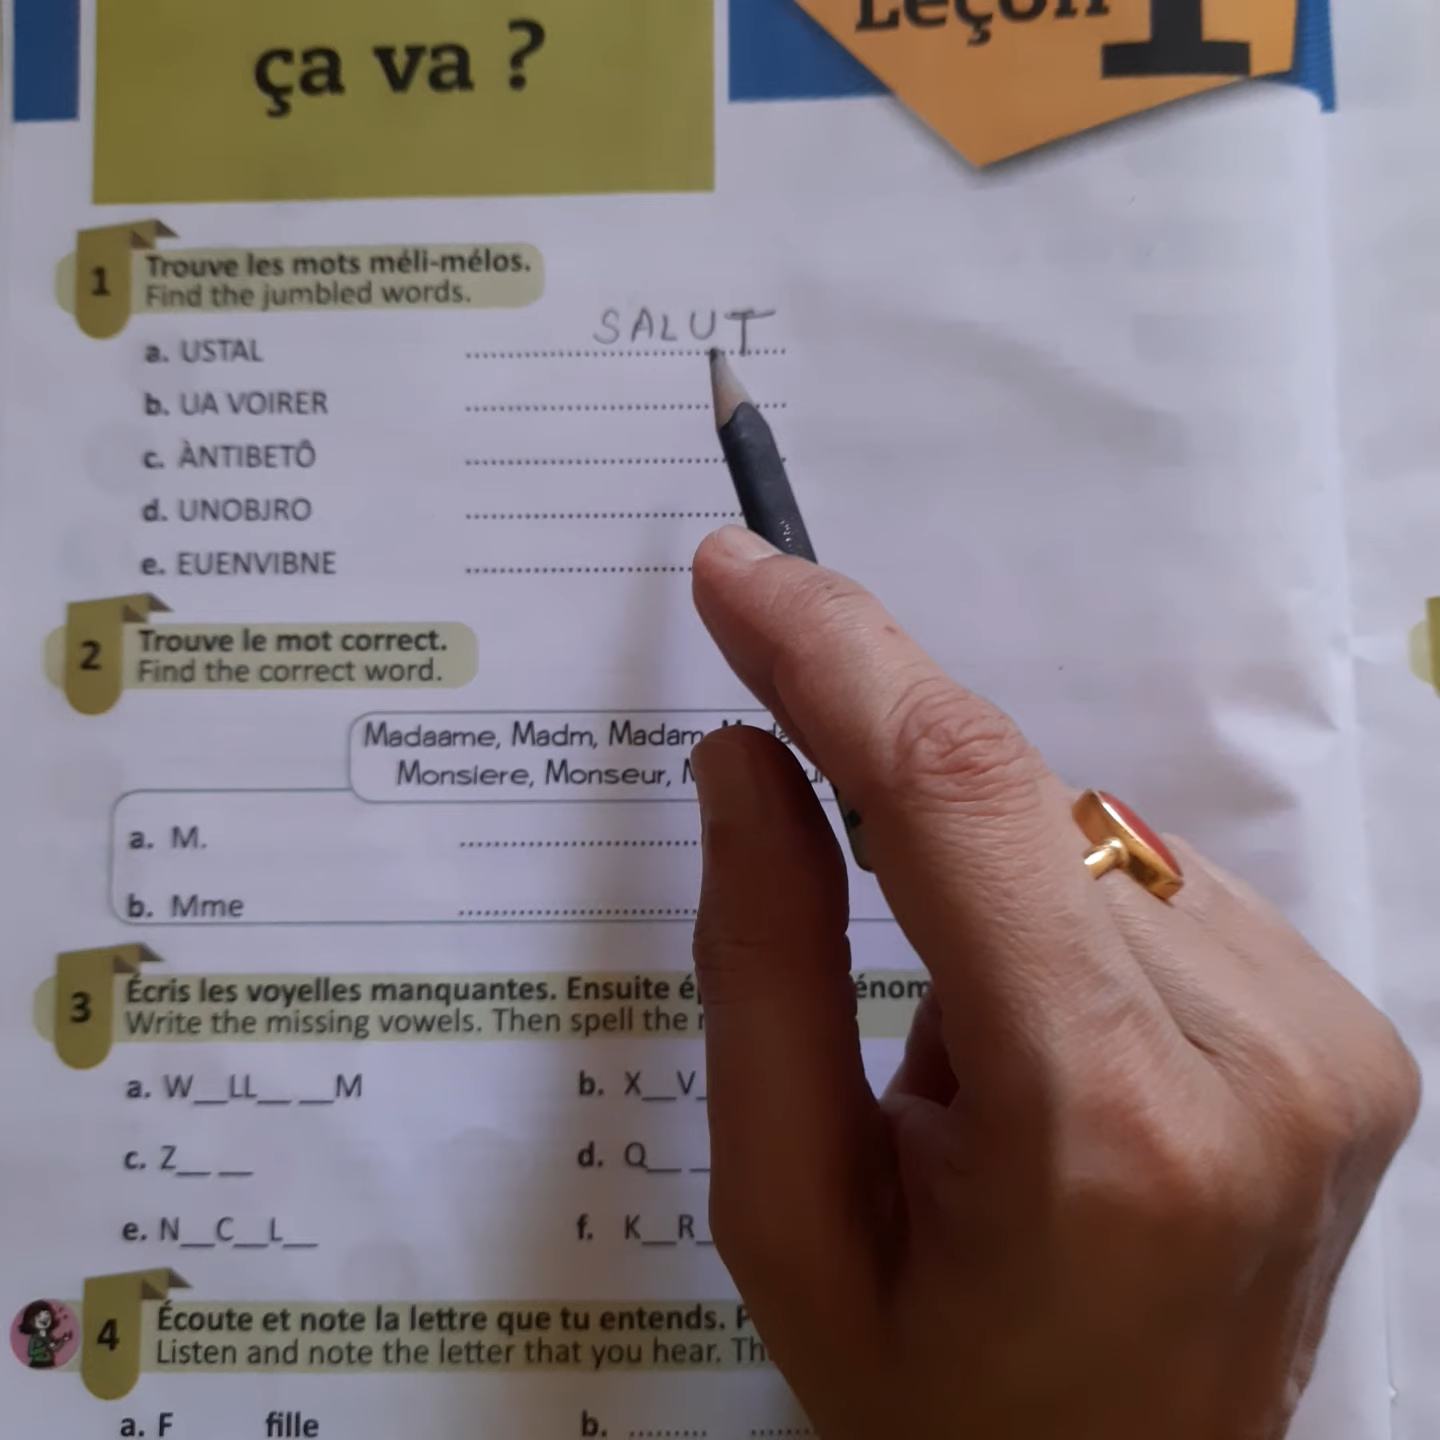 ça va ?
Leçon 1
1 Trouve les mots méli-mélos.
Find the jumbled words.
a. USTAL SALUT
b. UA VOIRER
c. ÀNTIBETÔ
d. UNOBJRO
e. EUENVIBNE
2 Trouve le mot correct.
Find the correct word.
Madaame, Madm, Madam
Monsiere, Monseur,
a. M.
b. Mme
3 Écris les voyelles manquantes. Ensuite
Write the missing vowels. Then spell the
a. W__LL__ __M b. X__V
c. Z__ __ d. Q__ __
e. N__C__L__ f. K__R
4 Écoute et note la lettre que tu entends.
Listen and note the letter that you hear.
a. F fille b.